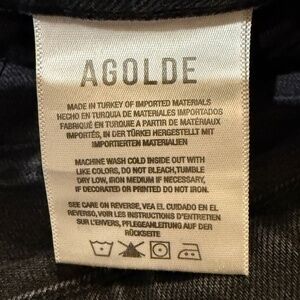 AGOLDE
MADE IN TURKEY OF IMPORTED MATERIALS
HECHO EN TURQUIA DE MATERIALES IMPORTADOS
FABRIQUÉ EN TURQUIE A PARTIR DE MATÉRIAUX
IMPORTÉS, IN DER TÜRKEI HERGESTELLT MIT
IMPORTIERTEN MATERIALIEN
MACHINE WASH COLD INSIDE OUT WITH
LIKE COLORS, DO NOT BLEACH,TUMBLE
DRY LOW, IRON MEDIUM IF NECESSARY,
IF DECORATED OR PRINTED DO NOT IRON.
SEE CARE ON REVERSE, VEA EL CUIDADO EN EL
REVERSO, VOIR LES INSTRUCTIONS D'ENTRETIEN
SUR L'ENVERS, PFLEGEANLEITUNG AUF DER
RÜCKSEITE